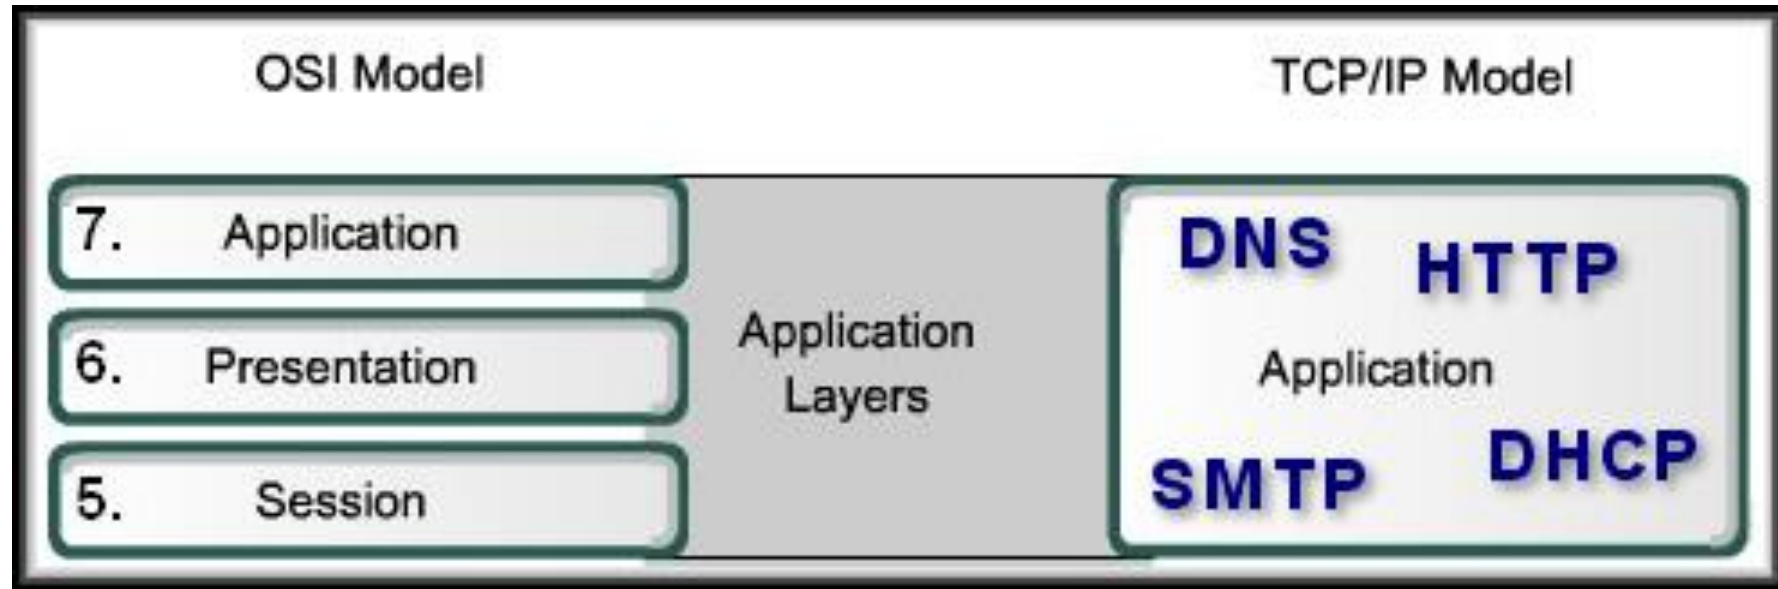 OSI Model
TCP/IP Model
7. Application
6. Presentation
5. Session
Application
Layers
DNS
HTTP
Application
SMTP
DHCP